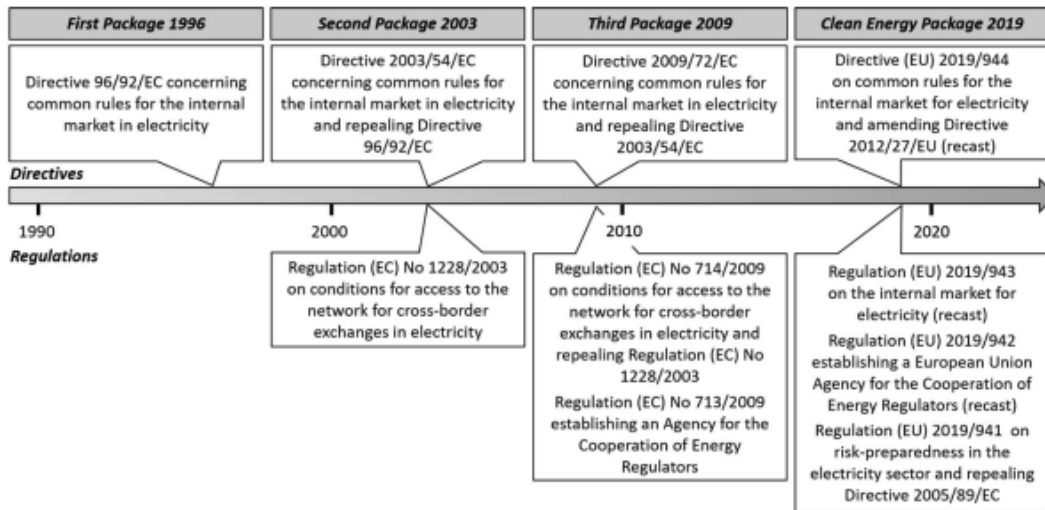 First Package 1996
Second Package 2003
Third Package 2009
Clean Energy Package 2019
Directive 96/92/EC concerning
common rules for the internal
market in electricity
Directive 2003/54/EC
concerning common rules for
the internal market in electricity
and repealing Directive
96/92/EC
Directive 2009/72/EC
concerning common rules for
the internal market in electricity
and repealing Directive
2003/54/EC
Directive (EU) 2019/944
on common rules for the
internal market for electricity
and amending Directive
2012/27/EU (recast)
Directives
1990
2000
2010
2020
Regulations
Regulation (EC) No 1228/2003
on conditions for access to the
network for cross-border
exchanges in electricity
Regulation (EC) No 714/2009
on conditions for access to the
network for cross-border
exchanges in electricity and
repealing Regulation (EC) No
1228/2003
Regulation (EC) No 713/2009
establishing an Agency for the
Cooperation of Energy
Regulators
Regulation (EU) 2019/943
on the internal market for
electricity (recast)
Regulation (EU) 2019/942
establishing a European Union
Agency for the Cooperation of
Energy Regulators (recast)
Regulation (EU) 2019/941 on
risk-preparedness in the
electricity sector and repealing
Directive 2005/89/EC